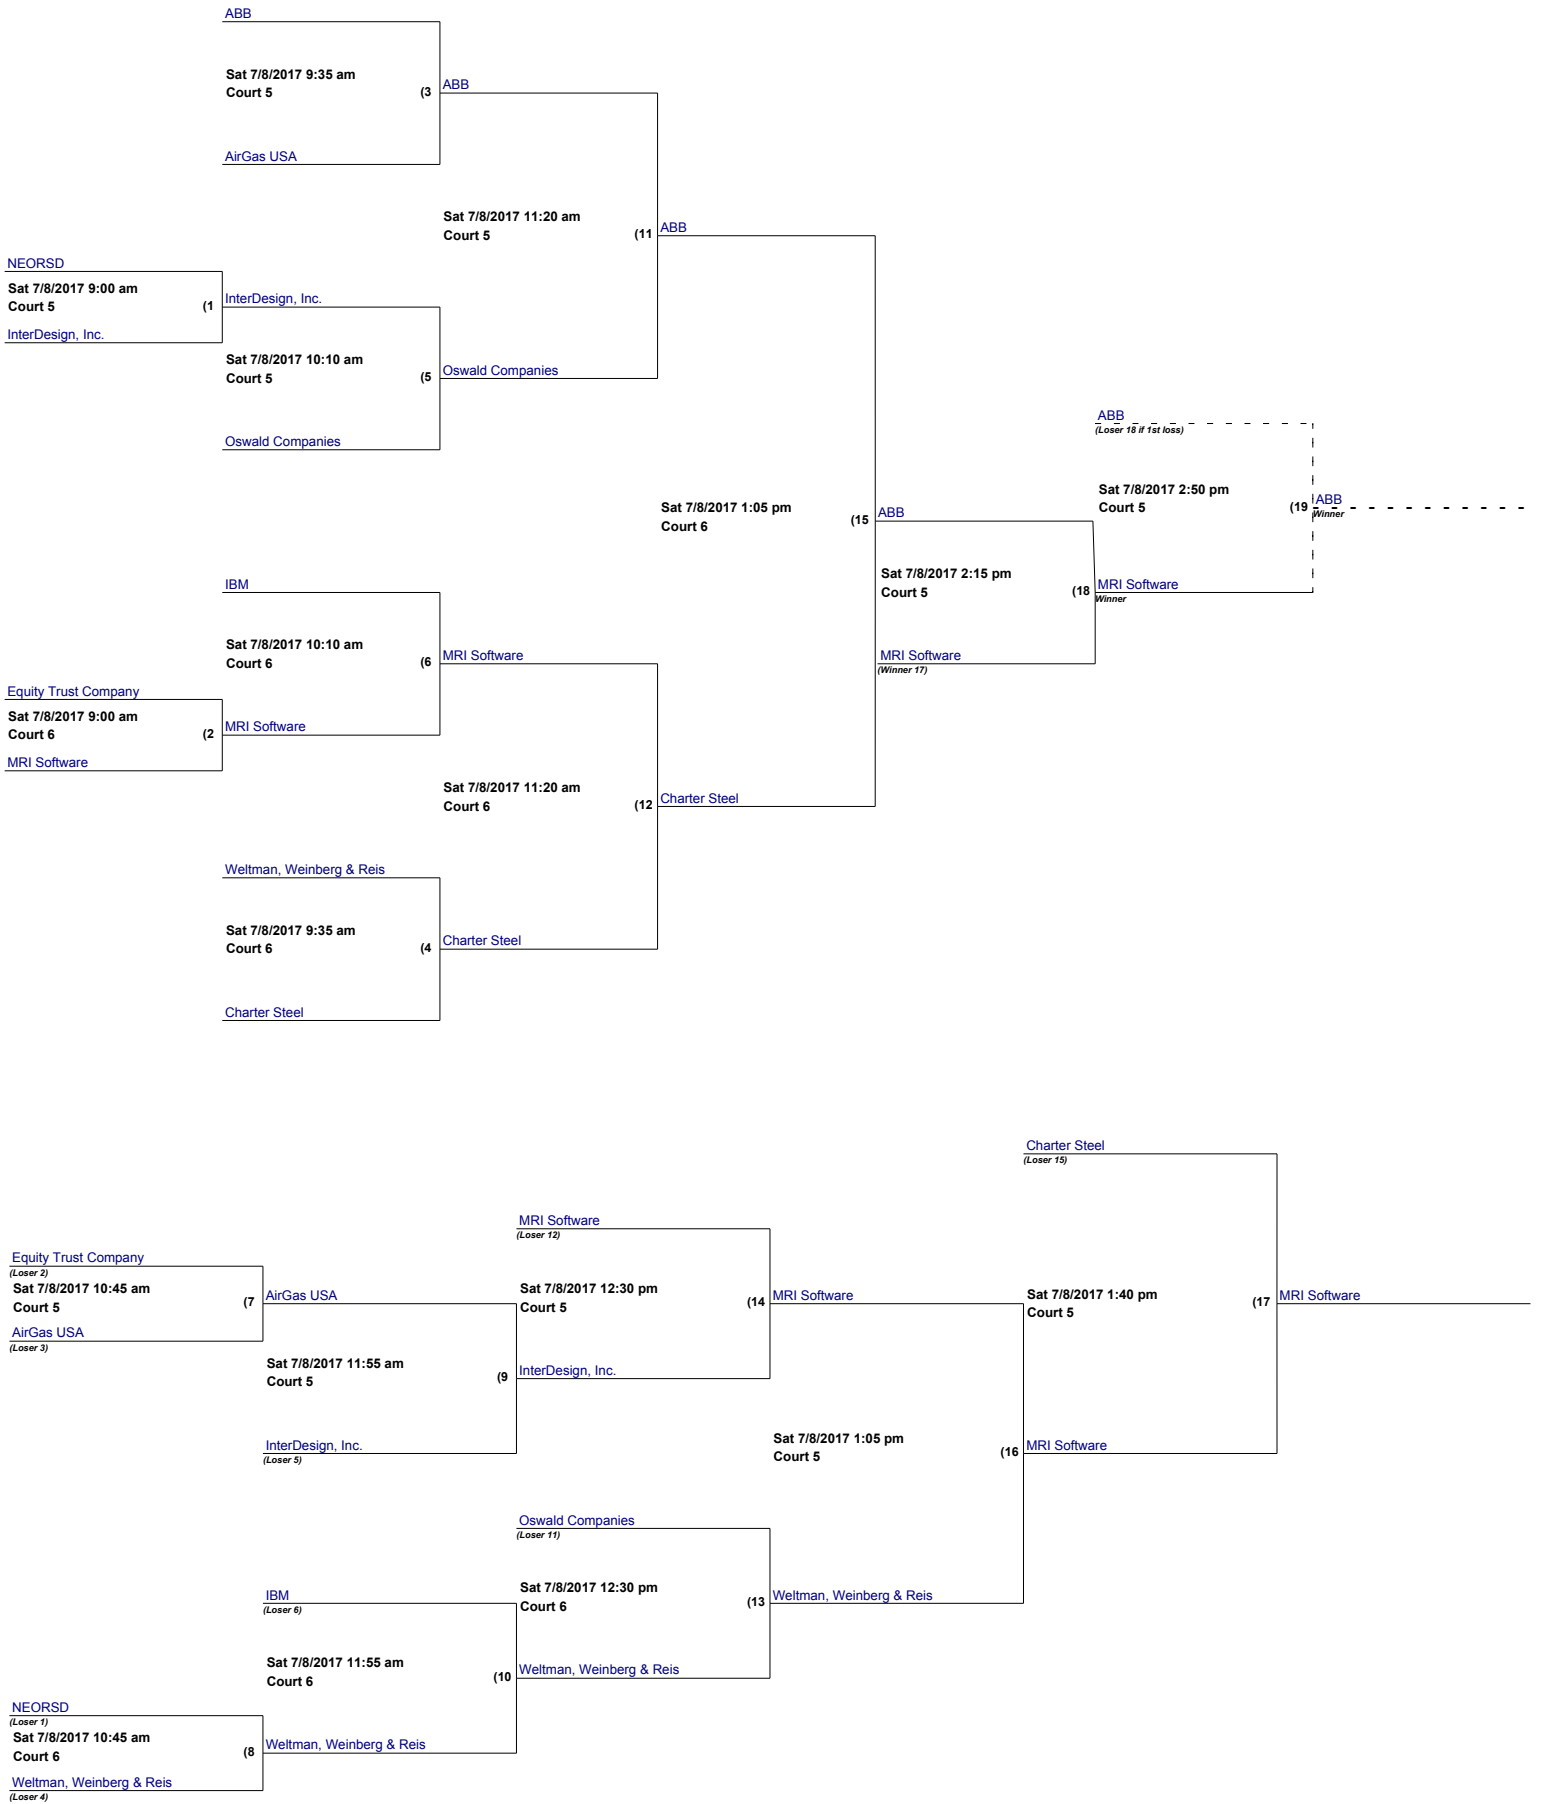 ABB
Sat 7/8/2017 9:35 am
Court 5
(3
ABB
AirGas USA
Sat 7/8/2017 11:20 am
Court 5
(11
ABB
NEORSD
Sat 7/8/2017 9:00 am
Court 5
(1
InterDesign, Inc.
InterDesign, Inc.
Sat 7/8/2017 10:10 am
Court 5
(5
Oswald Companies
Oswald Companies
ABB
(Loser 18 if 1st loss)
Sat 7/8/2017 2:50 pm
Court 5
(19
ABB
Winner
Sat 7/8/2017 1:05 pm
Court 6
(15
ABB
Sat 7/8/2017 2:15 pm
Court 5
(18
MRI Software
Winner
IBM
Sat 7/8/2017 10:10 am
Court 6
(6
MRI Software
MRI Software
(Winner 17)
Equity Trust Company
Sat 7/8/2017 9:00 am
Court 6
(2
MRI Software
MRI Software
Sat 7/8/2017 11:20 am
Court 6
(12
Charter Steel
Weltman, Weinberg & Reis
Sat 7/8/2017 9:35 am
Court 6
(4
Charter Steel
Charter Steel
Charter Steel
(Loser 15)
MRI Software
(Loser 12)
Equity Trust Company
(Loser 2)
Sat 7/8/2017 10:45 am
Court 5
(7
AirGas USA
AirGas USA
(Loser 3)
Sat 7/8/2017 12:30 pm
Court 5
(14
MRI Software
Sat 7/8/2017 1:40 pm
Court 5
(17
MRI Software
Sat 7/8/2017 11:55 am
Court 5
(9
InterDesign, Inc.
InterDesign, Inc.
(Loser 5)
Sat 7/8/2017 1:05 pm
Court 5
(16
MRI Software
Oswald Companies
(Loser 11)
IBM
(Loser 6)
Sat 7/8/2017 12:30 pm
Court 6
(13
Weltman, Weinberg & Reis
Sat 7/8/2017 11:55 am
Court 6
(10
Weltman, Weinberg & Reis
NEORSD
(Loser 1)
Sat 7/8/2017 10:45 am
Court 6
(8
Weltman, Weinberg & Reis
Weltman, Weinberg & Reis
(Loser 4)